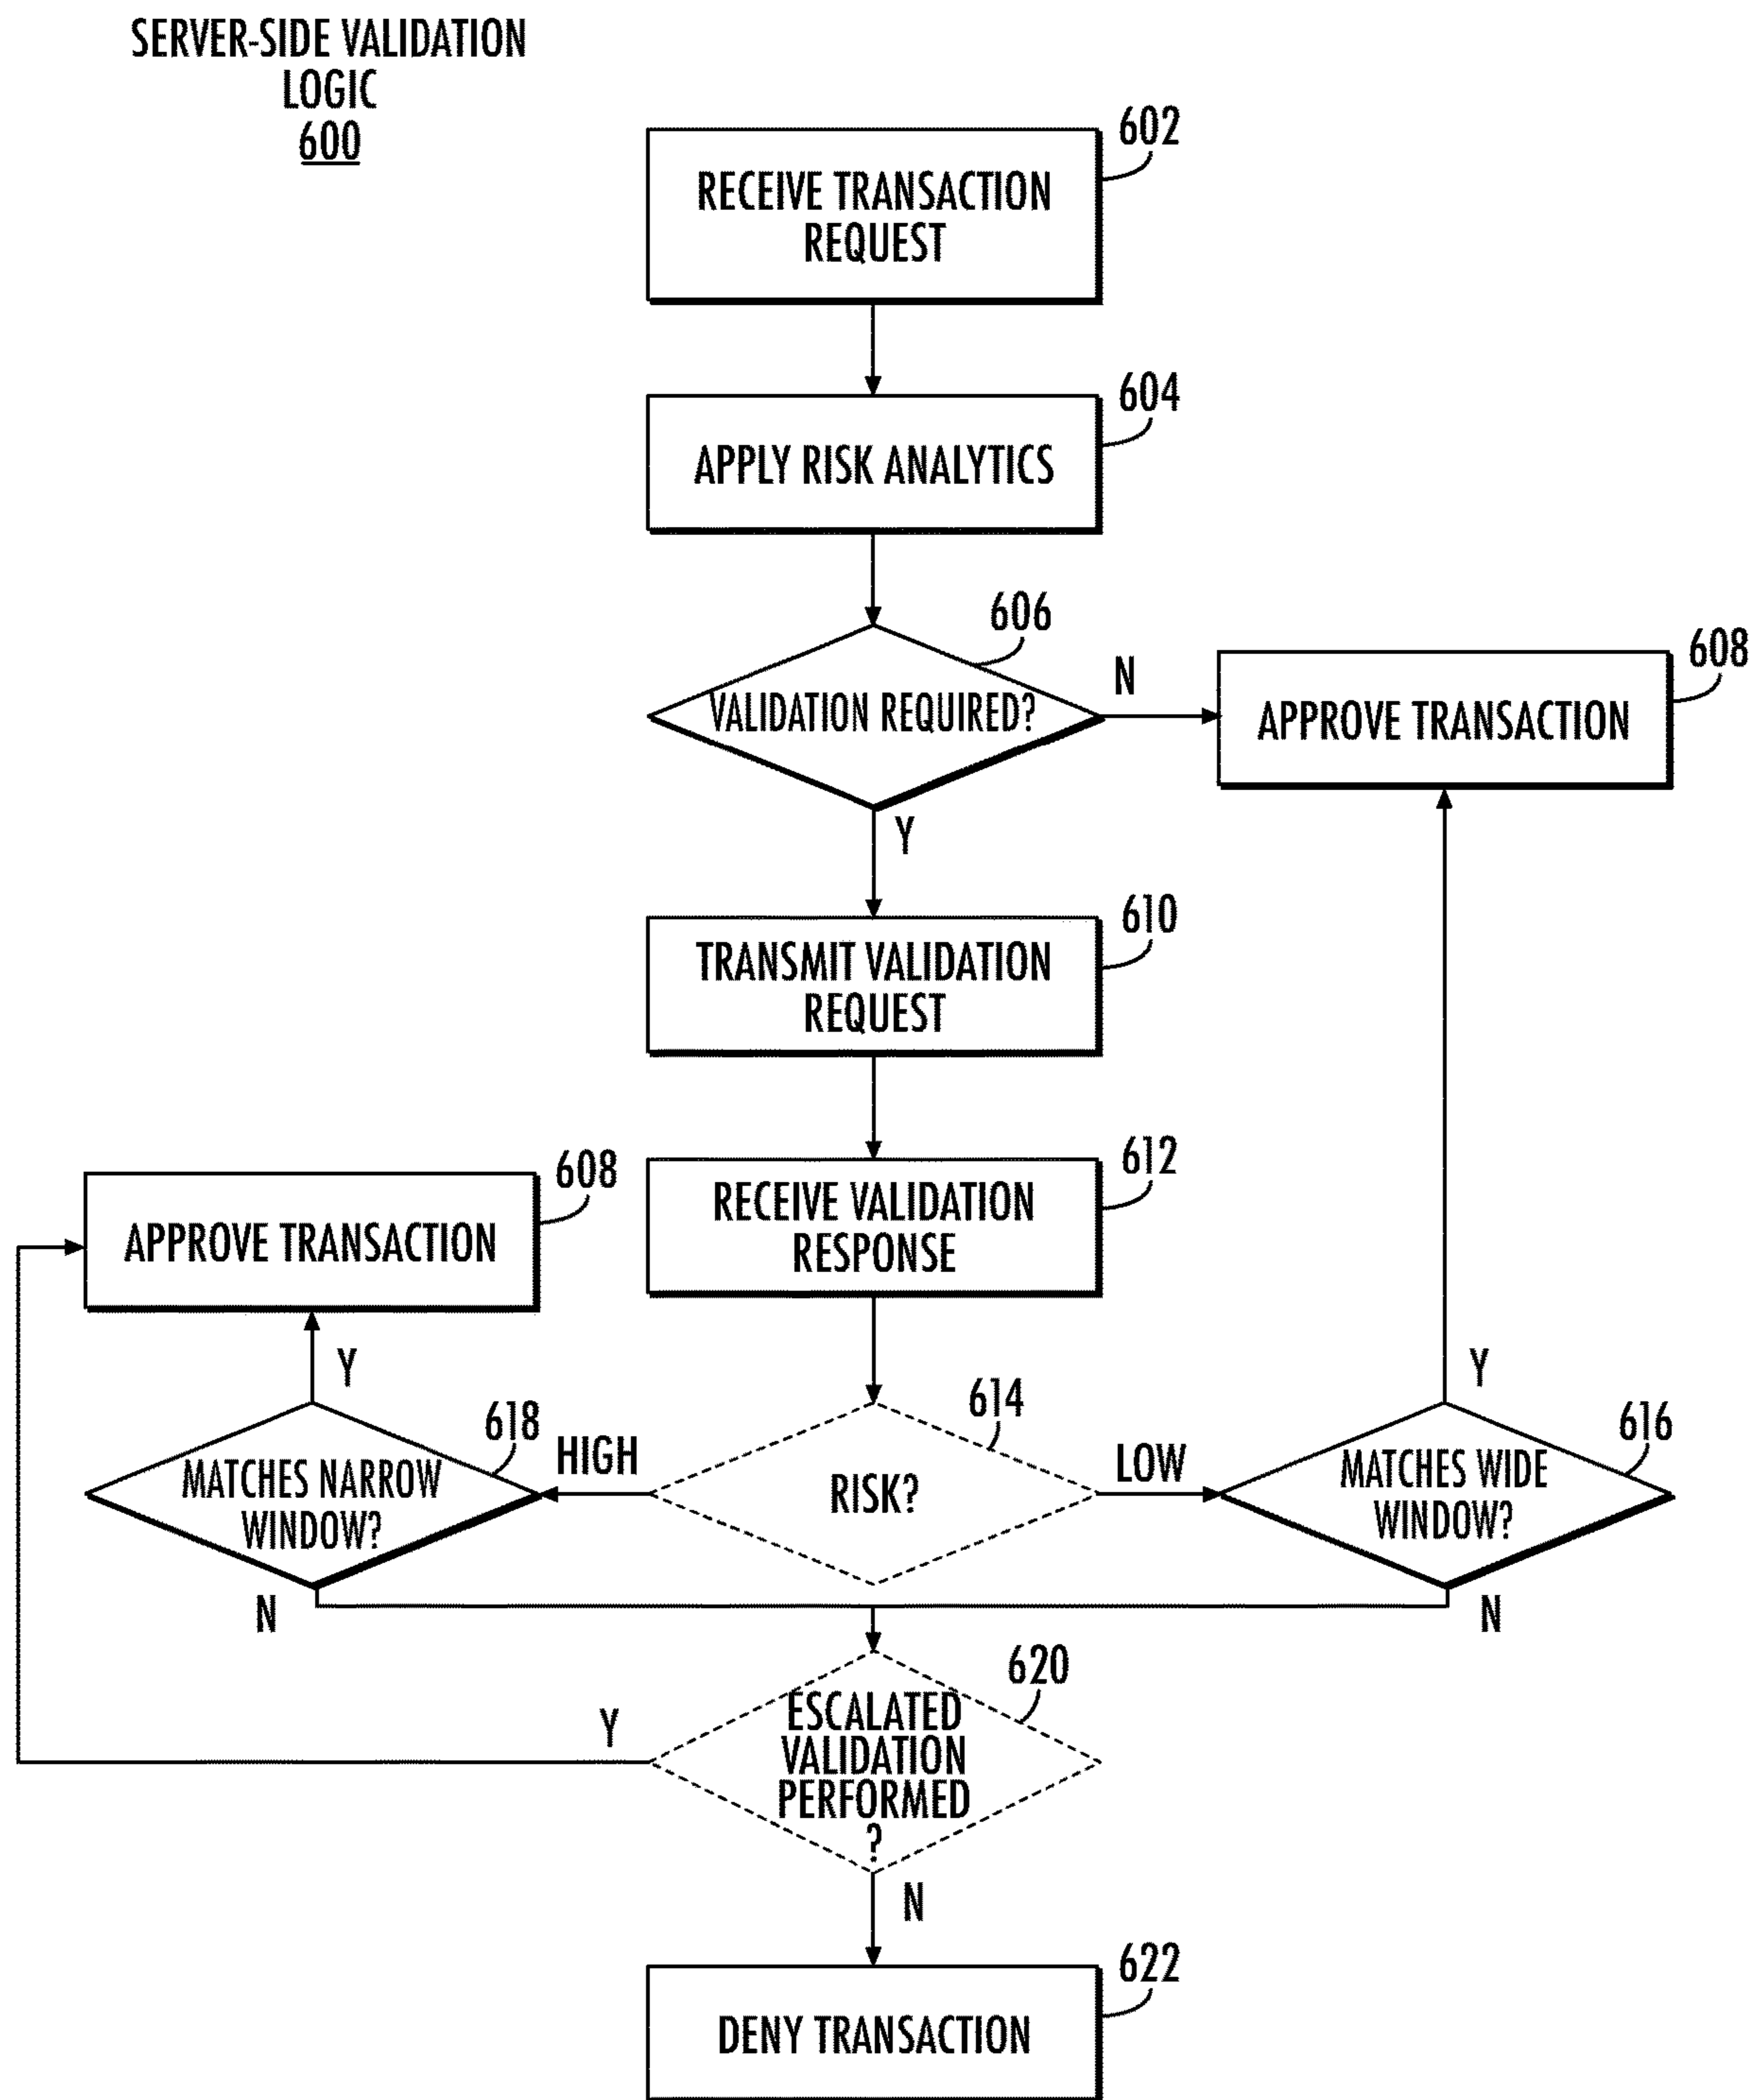 SERVER-SIDE VALIDATION
LOGIC
600
602
RECEIVE TRANSACTION
REQUEST
604
APPLY RISK ANALYTICS
606
VALIDATION REQUIRED?
N
608
APPROVE TRANSACTION
Y
610
TRANSMIT VALIDATION
REQUEST
612
RECEIVE VALIDATION
RESPONSE
608
APPROVE TRANSACTION
Y
618
MATCHES NARROW
WINDOW?
HIGH
614
RISK?
LOW
Y
616
MATCHES WIDE
WINDOW?
N
N
620
ESCALATED
VALIDATION
PERFORMED
?
Y
N
622
DENY TRANSACTION